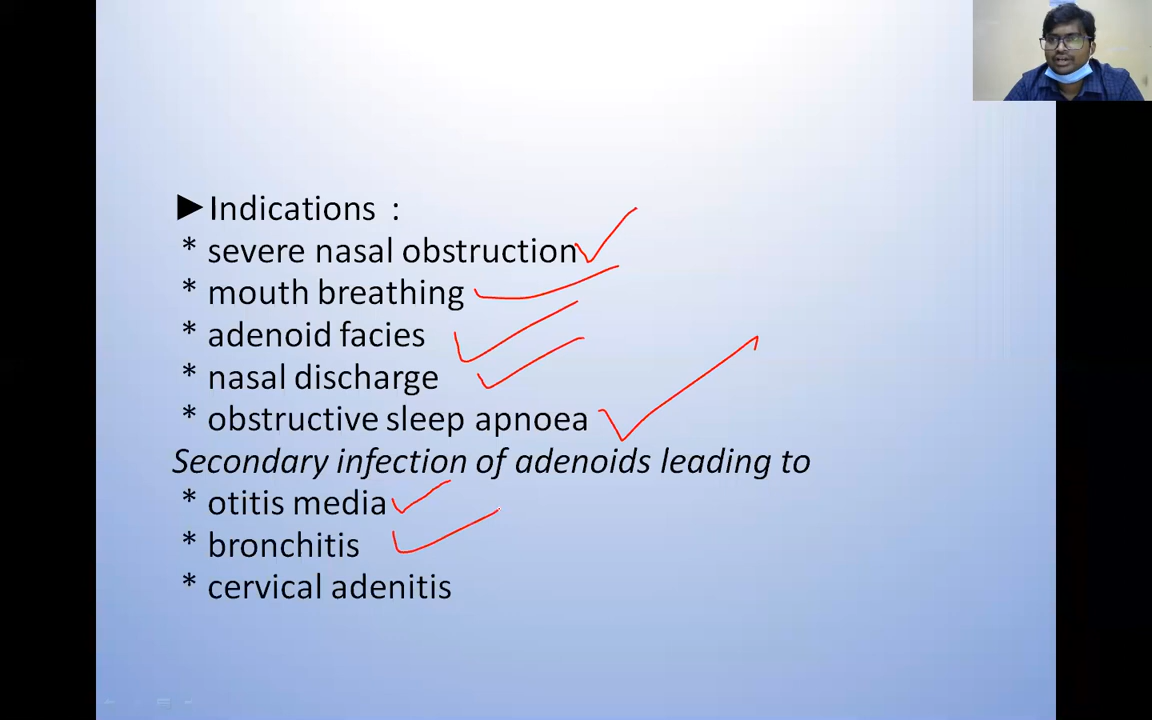 ►Indications :
* severe nasal obstruction
* mouth breathing
* adenoid facies
* nasal discharge
* obstructive sleep apnoea
Secondary infection of adenoids leading to
* otitis media
* bronchitis
* cervical adenitis